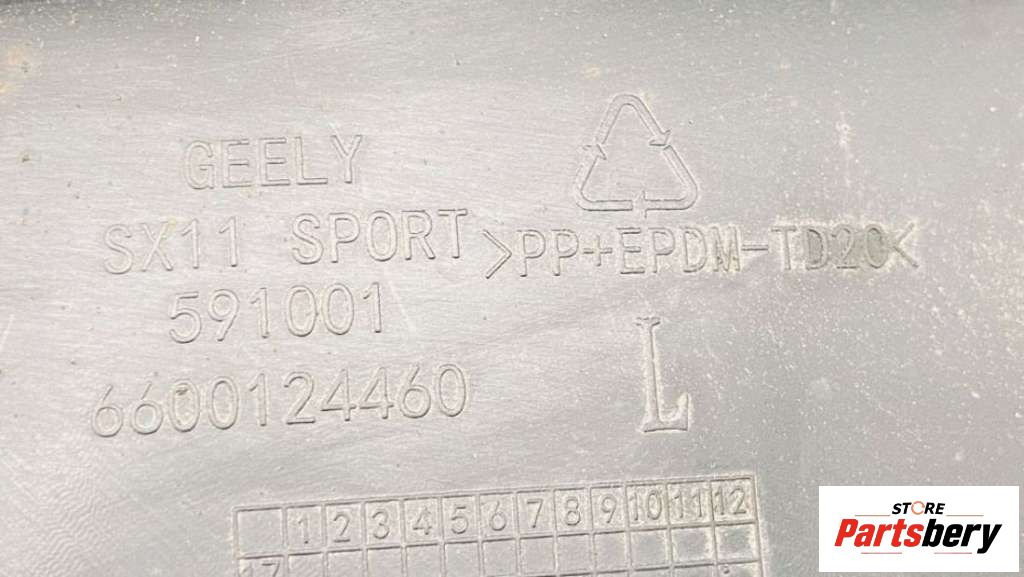 GEELY
SX11 SPORT
>PP+EPDM-TD20<
591001
6600124460
L
1 2 3 4 5 6 7 8 9 10 11 12
17
STORE
Partsbery